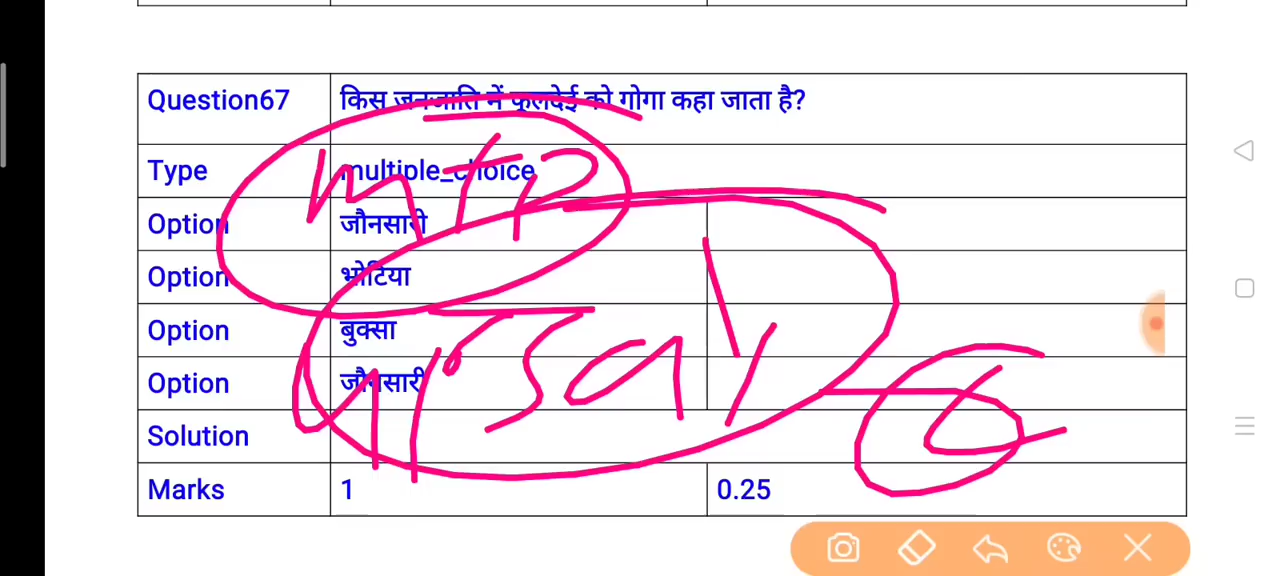 Question67 किस जनजाति में फूलदेई को गोगा कहा जाता है?
Type multiple_choice
Option जौनसारी
Option भोटिया
Option बुक्सा
Option जौनसारी
Solution
Marks 1 0.25